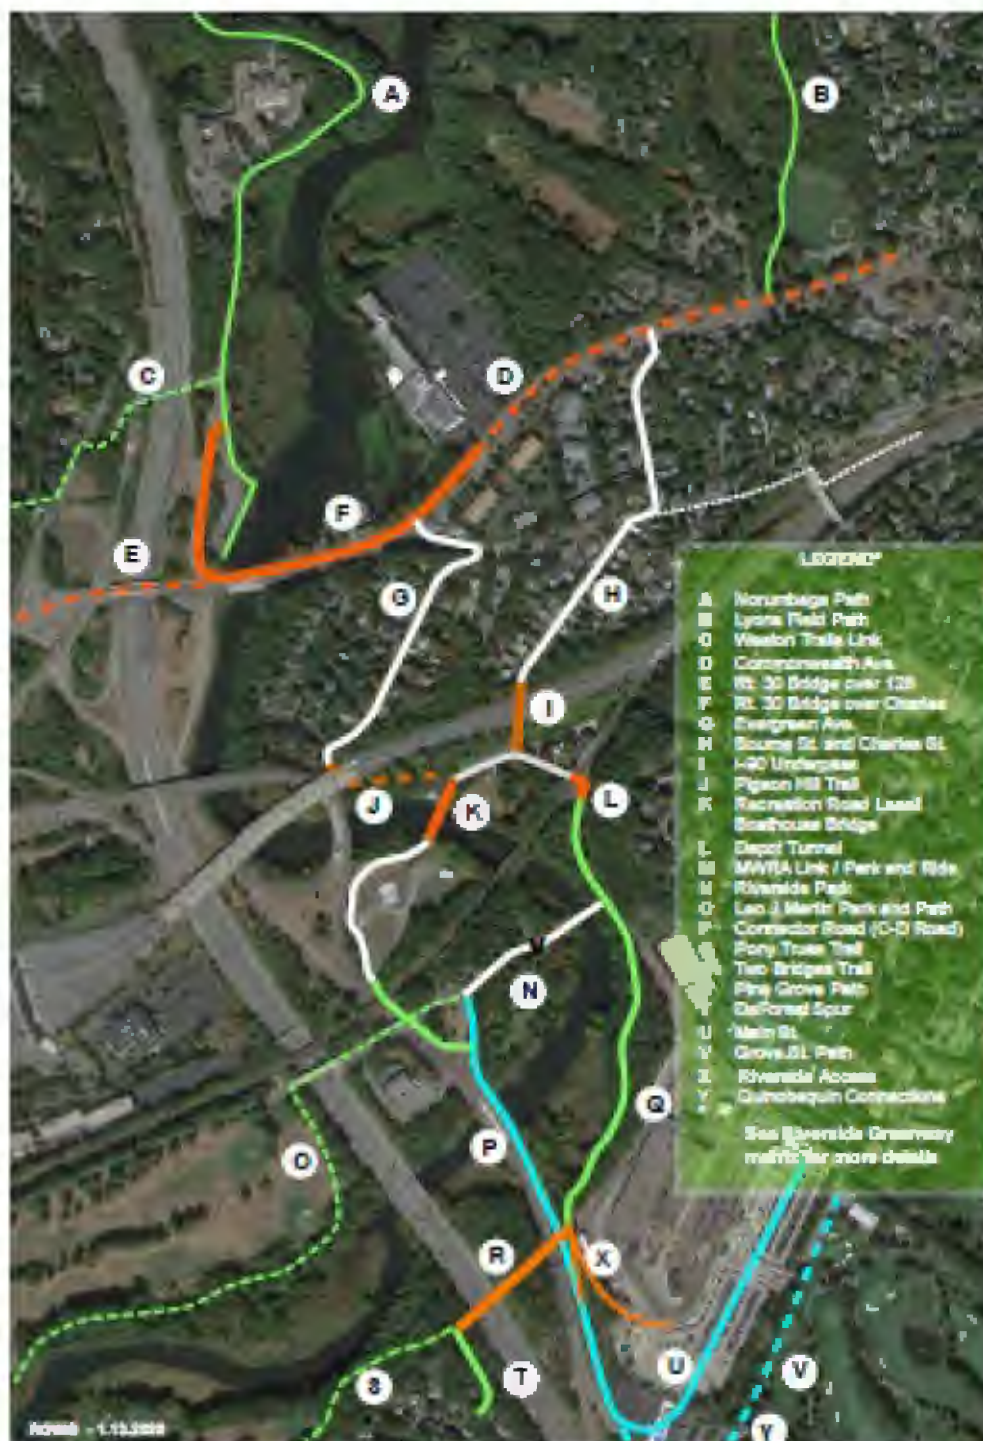 A
B
C
D
F
E
G
H
I
J
K
L
N
Q
P
O
R
X
S
T
U
V
Y
LEGEND*
A Norumbega Path
B Lyons Field Path
C Weston Trails Link
D Commonwealth Ave.
E Rt. 30 Bridge over 128
F Rt. 30 Bridge over Charles
G Evergreen Ave.
H Bourne St. and Charles St.
I I-90 Underpass
J Pigeon Hill Trail
K Recreation Road Lasell
Boathouse Bridge
L Depot Tunnel
M MWRA Link / Park and Ride
N Riverside Park
O Leo J Martin Park and Path
P Connector Road (C-D Road)
Pony Truss Trail
Two Bridges Trail
Pine Grove Path
T DeForest Spur
U Main St.
V Grove St. Path
X Riverside Access
Y Quinobequin Connections
See Riverside Greenway
matrix for more details